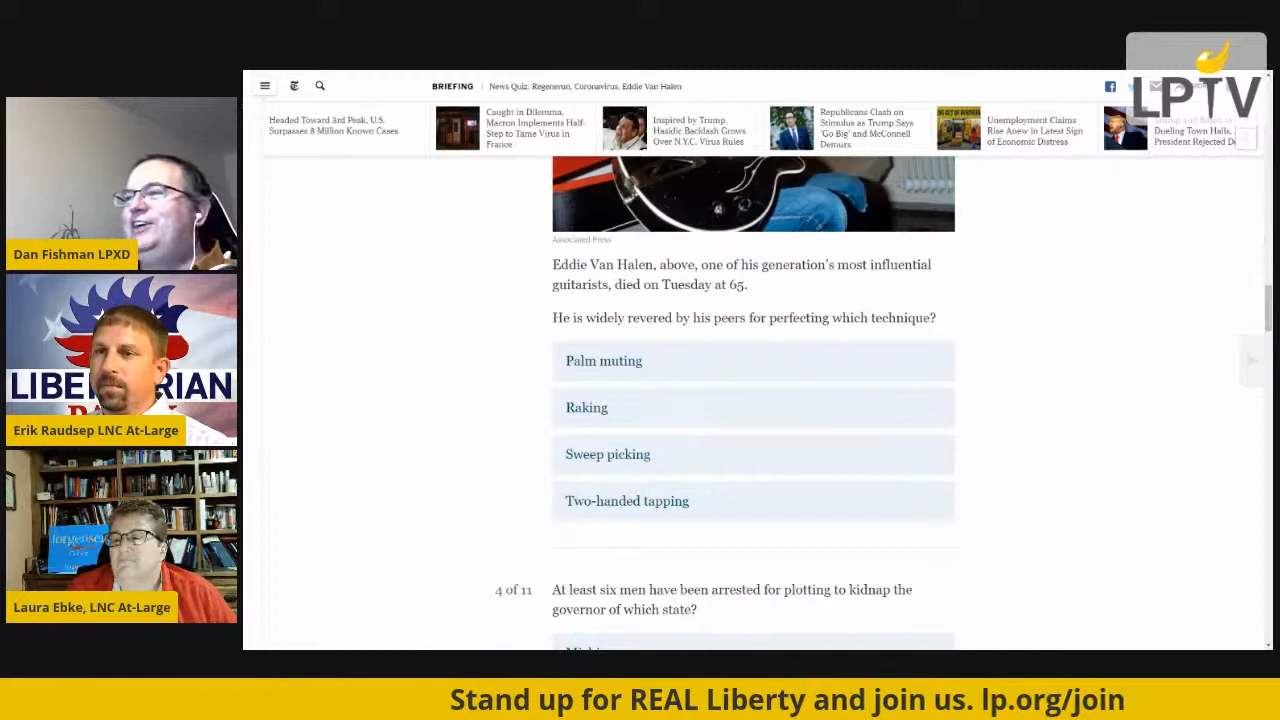 BRIEFING
News Quiz: Regeneron, Coronavirus, Eddie Van Halen
LPTV
Headed Toward 3rd Peak, U.S.
Surpasses 8 Million Known Cases
Caught in Dilemma,
Macron Implements Half-
Step to Tame Virus in
France
Inspired by Trump,
Hasidic Backlash Grows
Over N.Y.C. Virus Rules
Republicans Clash on
Stimulus as Trump Says
'Go Big' and McConnell
Demurs
Unemployment Claims
Rise Anew in Latest Sign
of Economic Distress
Trump and Biden
Dueling Town Halls,
President Rejected
Dan Fishman LPXD
LIBERTARIAN
Erik Raudsep LNC At-Large
Jorgensen
Laura Ebke, LNC At-Large
Associated Press
Eddie Van Halen, above, one of his generation's most influential
guitarists, died on Tuesday at 65.
He is widely revered by his peers for perfecting which technique?
Palm muting
Raking
Sweep picking
Two-handed tapping
4 of 11
At least six men have been arrested for plotting to kidnap the
governor of which state?
Stand up for REAL Liberty and join us. lp.org/join